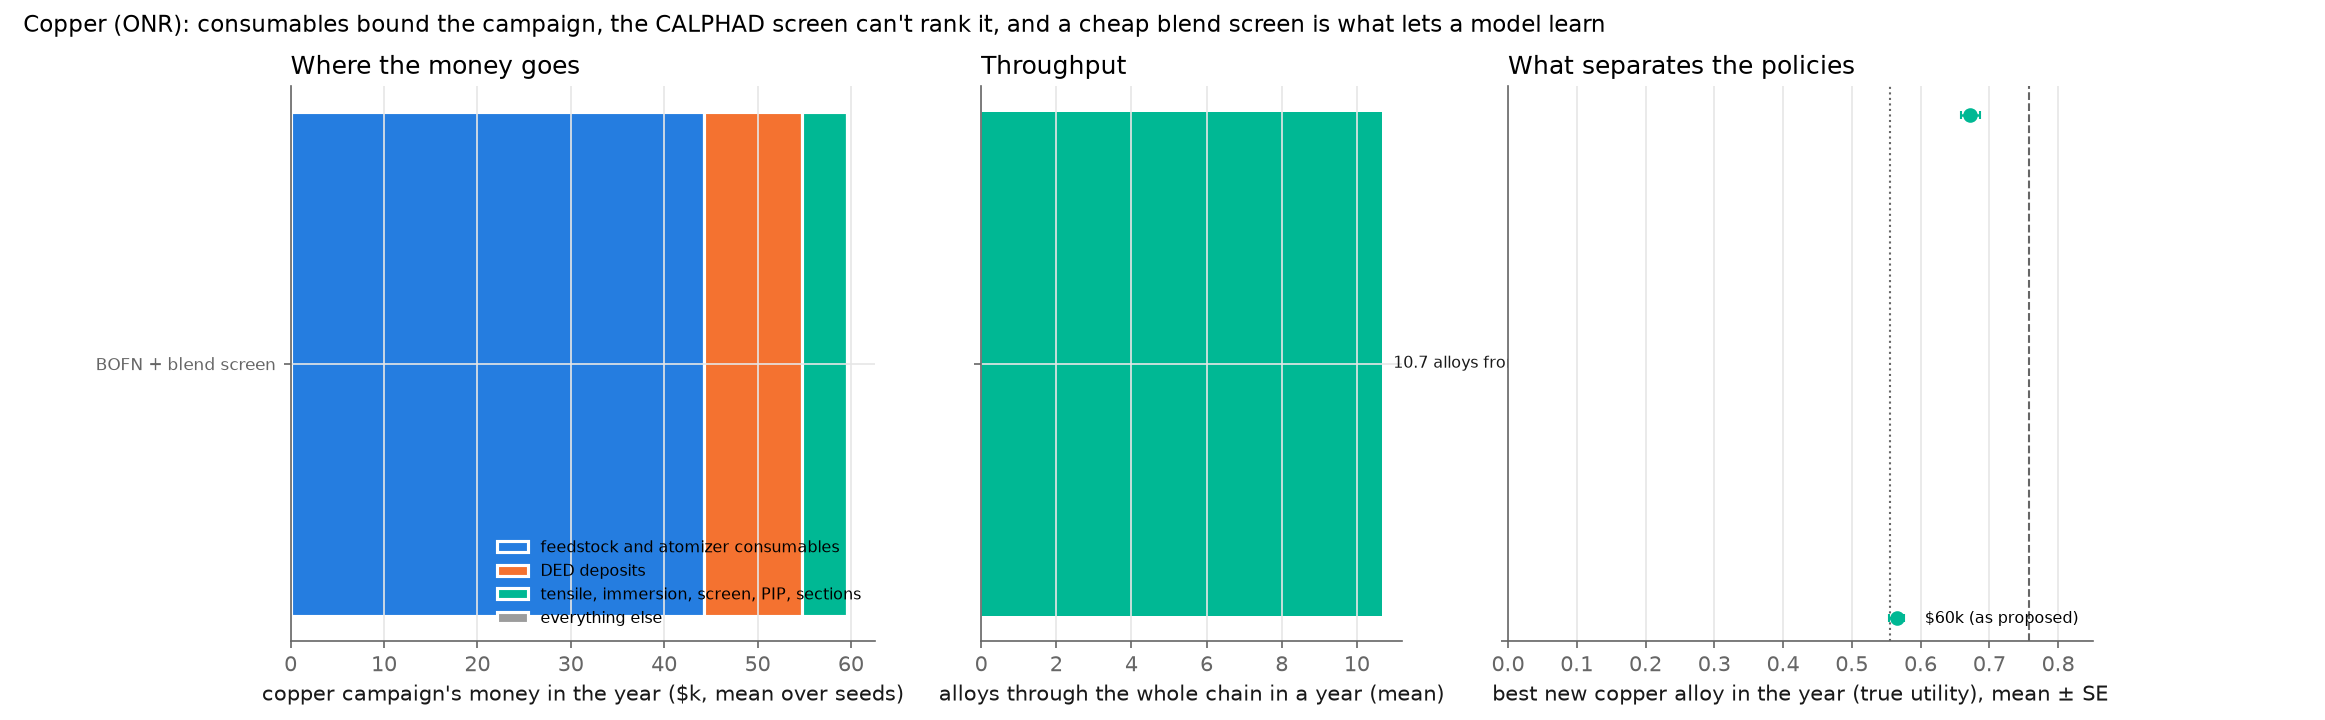 Copper (ONR): consumables bound the campaign, the CALPHAD screen can't rank it, and a cheap blend screen is what lets a model learn
Where the money goes
BOFN + blend screen
feedstock and atomizer consumables
DED deposits
tensile, immersion, screen, PIP, sections
everything else
0 10 20 30 40 50 60
copper campaign's money in the year ($k, mean over seeds)
Throughput
10.7 alloys fro
0 2 4 6 8 10
alloys through the whole chain in a year (mean)
What separates the policies
$60k (as proposed)
0.0 0.1 0.2 0.3 0.4 0.5 0.6 0.7 0.8
best new copper alloy in the year (true utility), mean ± SE